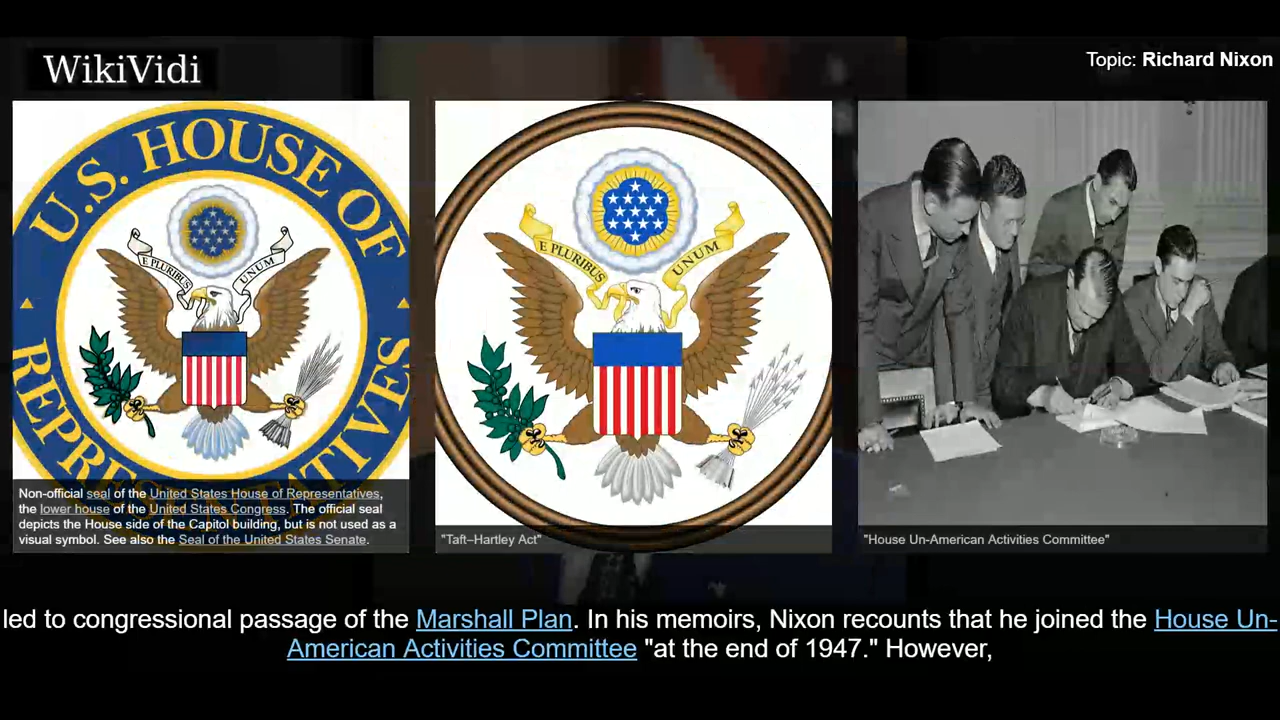 WikiVidi
Topic: Richard Nixon
U.S. HOUSE OF
REPRESENTATIVES
E PLURIBUS
UNUM
Non-official seal of the United States House of Representatives,
the lower house of the United States Congress. The official seal
depicts the House side of the Capitol building, but is not used as a
visual symbol. See also the Seal of the United States Senate.
E PLURIBUS
UNUM
"Taft–Hartley Act"
"House Un-American Activities Committee"
led to congressional passage of the Marshall Plan. In his memoirs, Nixon recounts that he joined the House Un-
American Activities Committee "at the end of 1947." However,